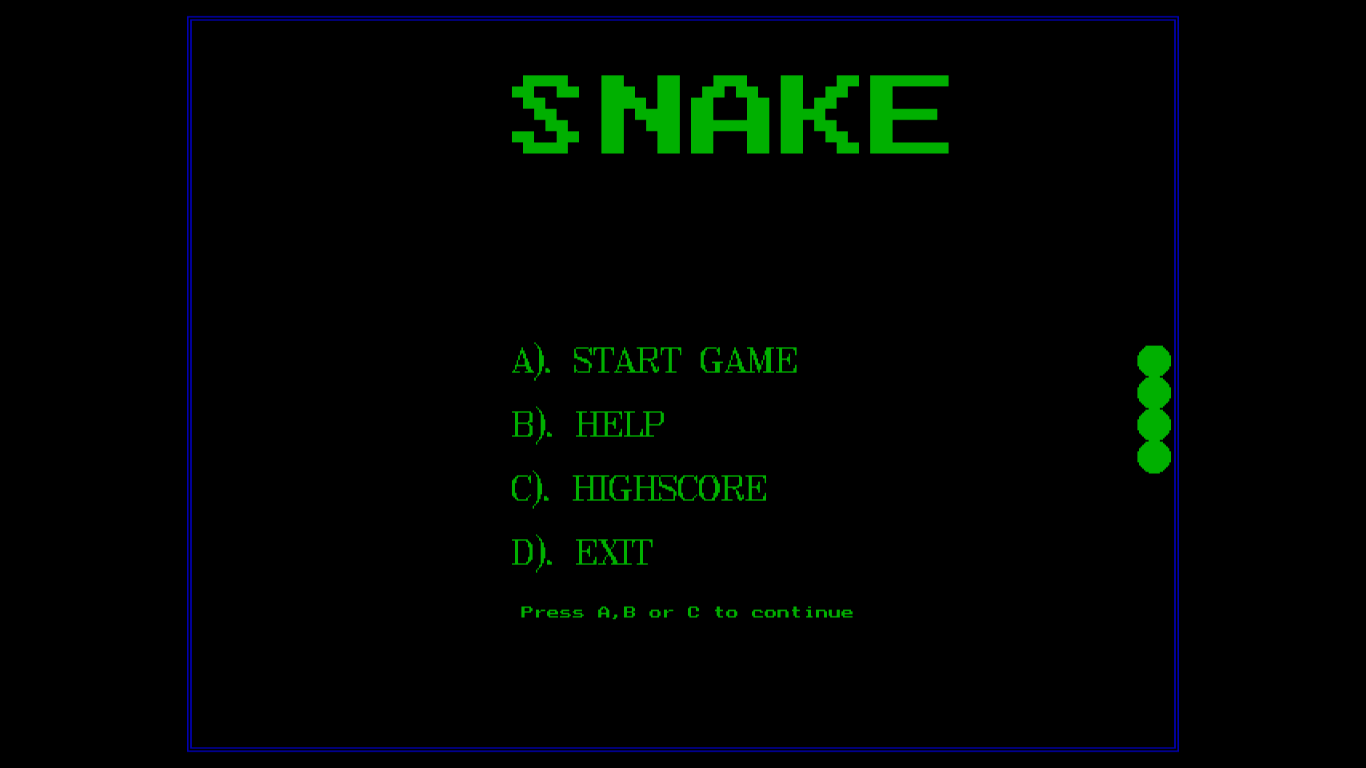 SNAKE
A). START GAME
B). HELP
C). HIGHSCORE
D). EXIT
Press A,B or C to continue